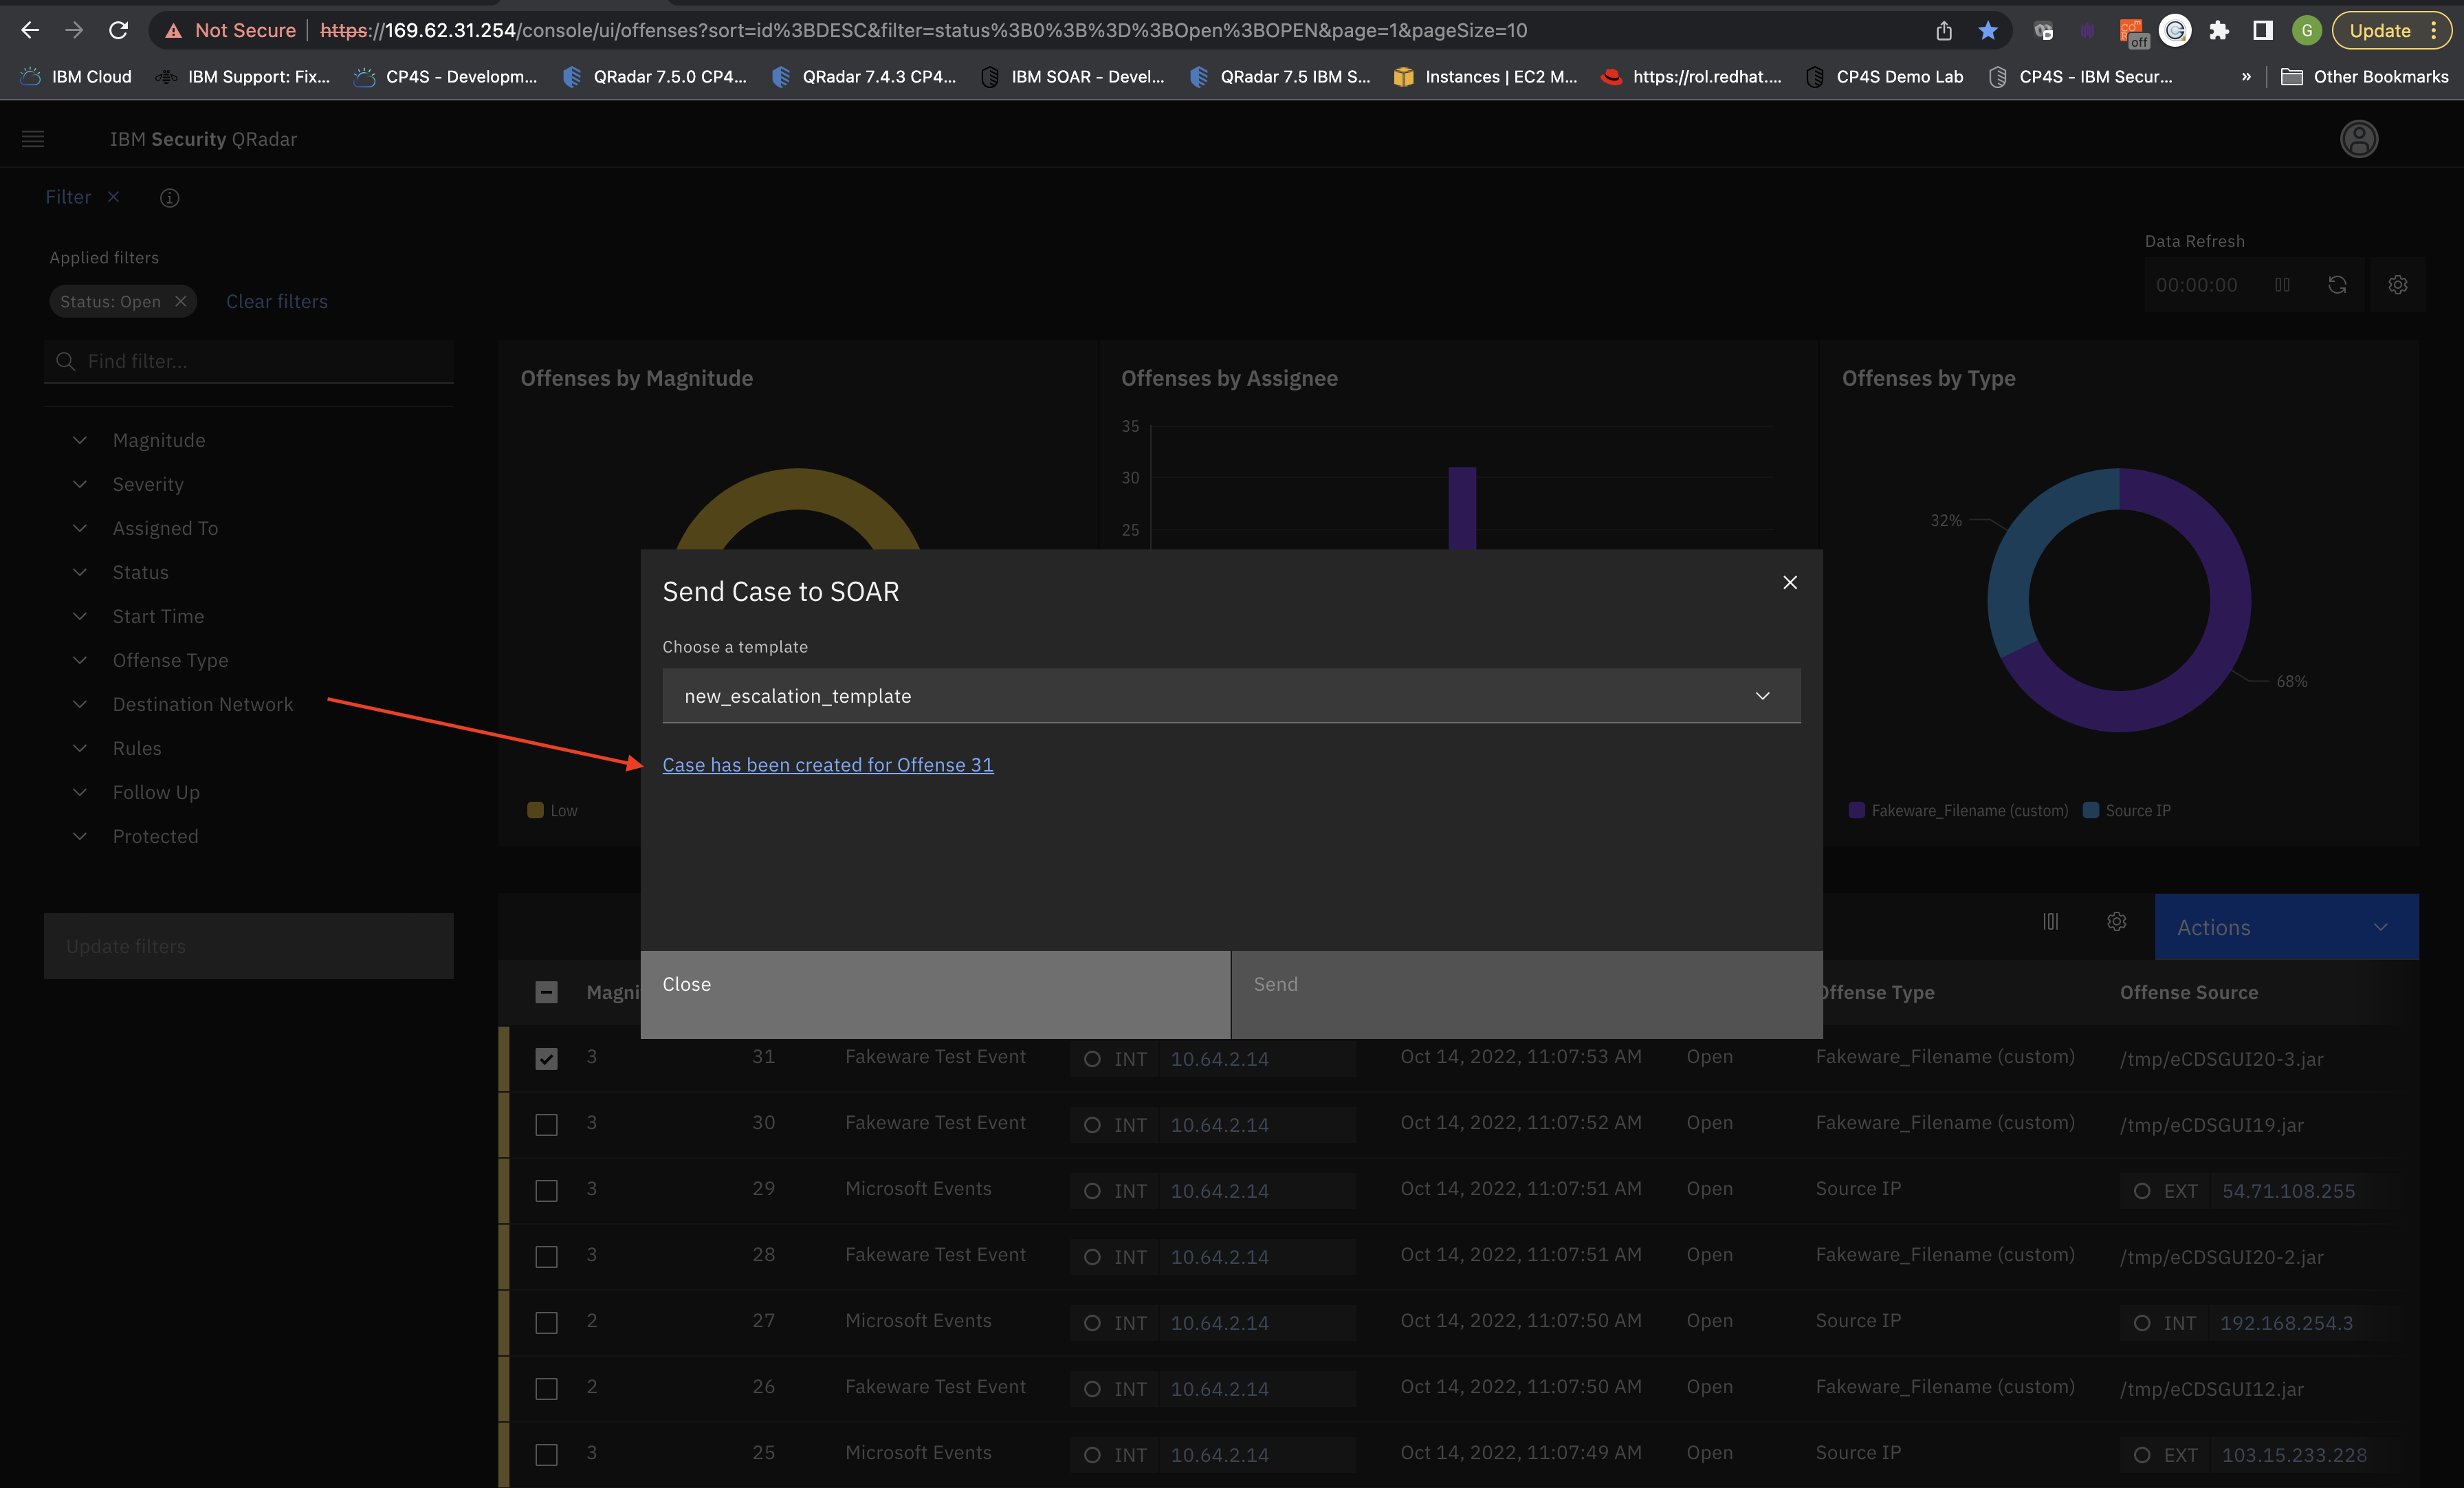 Not Secure https://169.62.31.254/console/ui/offenses?sort=id%3BDESC&filter=status%3B0%3B%3D%3BOpen%3BOPEN&page=1&pageSize=10 off G Update
IBM Cloud IBM Support: Fix... CP4S - Developm... QRadar 7.5.0 CP4... QRadar 7.4.3 CP4... IBM SOAR - Devel... QRadar 7.5 IBM S... Instances | EC2 M... https://rol.redhat.... CP4S Demo Lab CP4S - IBM Secur... » Other Bookmarks
IBM Security QRadar
Filter
Data Refresh
Applied filters
00:00:00
Status: Open Clear filters
Find filter...
Offenses by Magnitude Offenses by Assignee Offenses by Type
35
Magnitude
30
Severity
32%
Assigned To
25
Status
Send Case to SOAR
Start Time
Choose a template
Offense Type
68%
new_escalation_template
Destination Network
Rules
Case has been created for Offense 31
Follow Up
Low
Fakeware_Filename (custom) Source IP
Protected
Actions
Update filters
Close Send
Magni Offense Type Offense Source
3 31 Fakeware Test Event INT 10.64.2.14 Oct 14, 2022, 11:07:53 AM Open Fakeware_Filename (custom) /tmp/eCDSGUI20-3.jar
3 30 Fakeware Test Event INT 10.64.2.14 Oct 14, 2022, 11:07:52 AM Open Fakeware_Filename (custom) /tmp/eCDSGUI19.jar
3 29 Microsoft Events INT 10.64.2.14 Oct 14, 2022, 11:07:51 AM Open Source IP EXT 54.71.108.255
3 28 Fakeware Test Event INT 10.64.2.14 Oct 14, 2022, 11:07:51 AM Open Fakeware_Filename (custom) /tmp/eCDSGUI20-2.jar
2 27 Microsoft Events INT 10.64.2.14 Oct 14, 2022, 11:07:50 AM Open Source IP INT 192.168.254.3
2 26 Fakeware Test Event INT 10.64.2.14 Oct 14, 2022, 11:07:50 AM Open Fakeware_Filename (custom) /tmp/eCDSGUI12.jar
3 25 Microsoft Events INT 10.64.2.14 Oct 14, 2022, 11:07:49 AM Open Source IP EXT 103.15.233.228